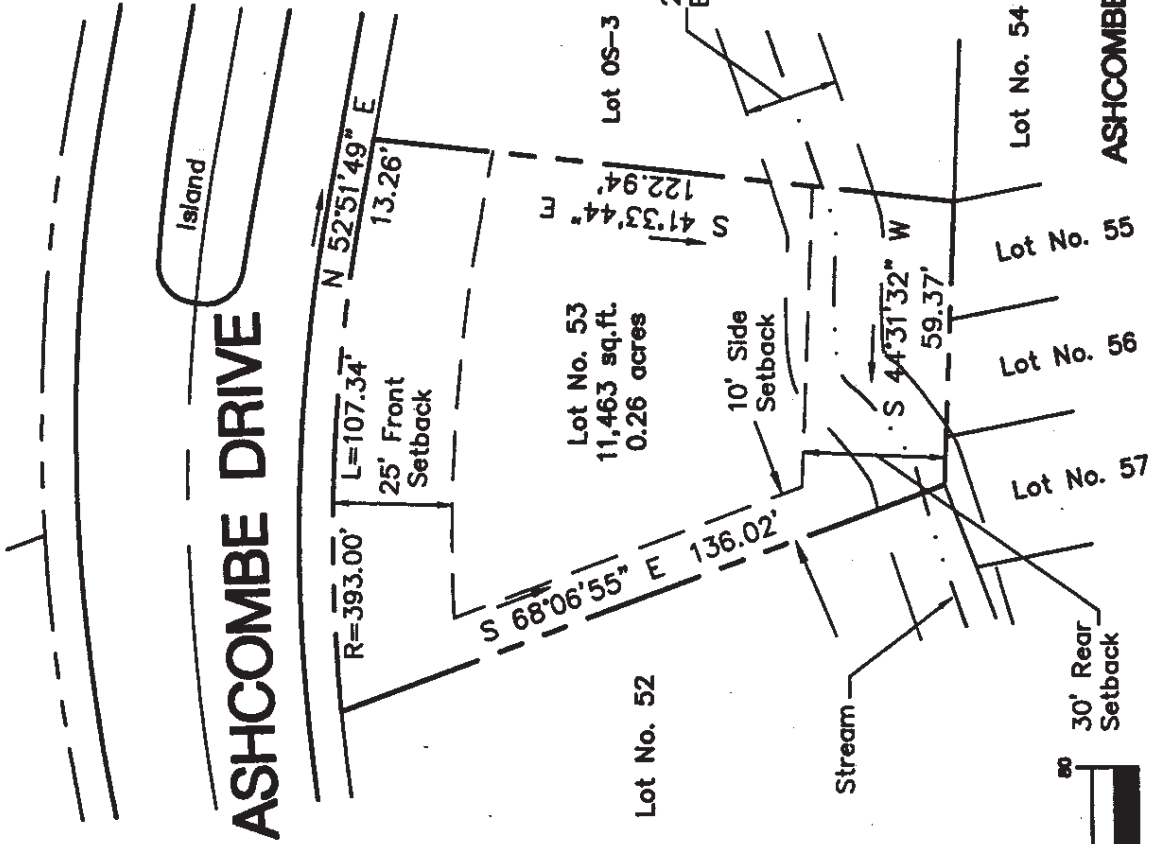 Island
ASHCOMBE DRIVE
N 52°51'49" E
13.26'
L=107.34'
R=393.00'
25' Front
Setback
Lot OS-3
S 41°33'44" E
122.94'
Lot No. 53
11,463 sq.ft.
0.26 acres
10' Side
Setback
S 44°31'32" W
59.37'
S 68°06'55" E 136.02'
Lot No. 52
Stream
30' Rear
Setback
Lot No. 54
ASHCOMBE
Lot No. 55
Lot No. 56
Lot No. 57